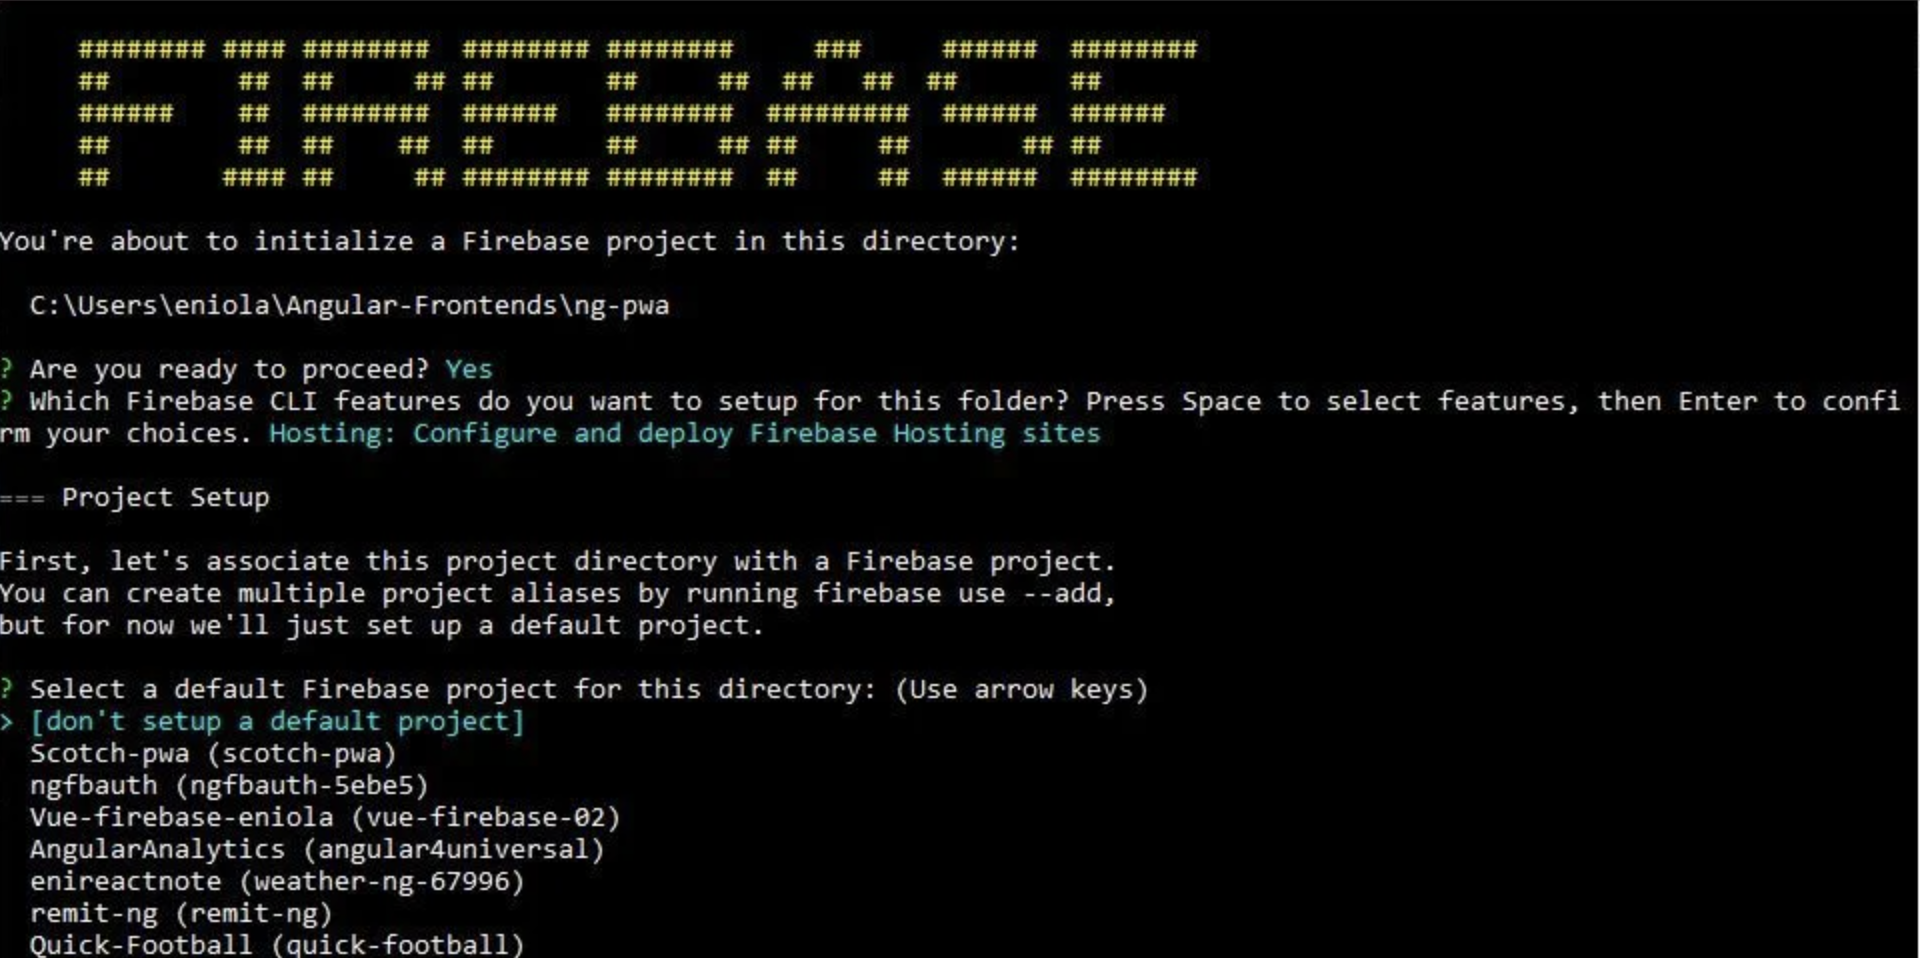 ######## #### ########  ######## ########     ###     ######  ########
##        ## ##     ## ##       ##     ##  ##   ##  ##       ##
######    ## ########  ######   ########  #########  ######  ######
##        ## ##    ##  ##       ##     ## ##     ##       ## ##
##       #### ##     ## ######## ########  ##     ##  ######  ########
You're about to initialize a Firebase project in this directory:
C:\Users\eniola\Angular-Frontends\ng-pwa
? Are you ready to proceed? Yes
? Which Firebase CLI features do you want to setup for this folder? Press Space to select features, then Enter to confi
rm your choices. Hosting: Configure and deploy Firebase Hosting sites
=== Project Setup
First, let's associate this project directory with a Firebase project.
You can create multiple project aliases by running firebase use --add,
but for now we'll just set up a default project.
? Select a default Firebase project for this directory: (Use arrow keys)
> [don't setup a default project]
Scotch-pwa (scotch-pwa)
ngfbauth (ngfbauth-5ebe5)
Vue-firebase-eniola (vue-firebase-02)
AngularAnalytics (angular4universal)
enireactnote (weather-ng-67996)
remit-ng (remit-ng)
Quick-Football (quick-football)